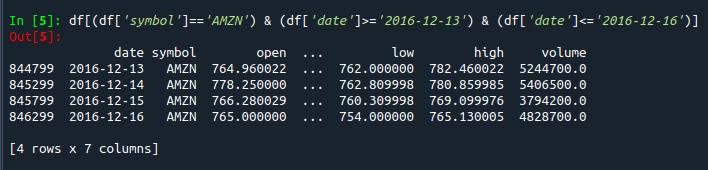 In [5]: df[(df['symbol']=='AMZN') & (df['date']>='2016-12-13') & (df['date']<='2016-12-16')]
Out[5]:
date symbol open ... low high volume
844799 2016-12-13 AMZN 764.960022 ... 762.000000 782.460022 5244700.0
845299 2016-12-14 AMZN 778.250000 ... 762.809998 780.859985 5406500.0
845799 2016-12-15 AMZN 766.280029 ... 760.309998 769.099976 3794200.0
846299 2016-12-16 AMZN 765.000000 ... 754.000000 765.130005 4828700.0
[4 rows x 7 columns]